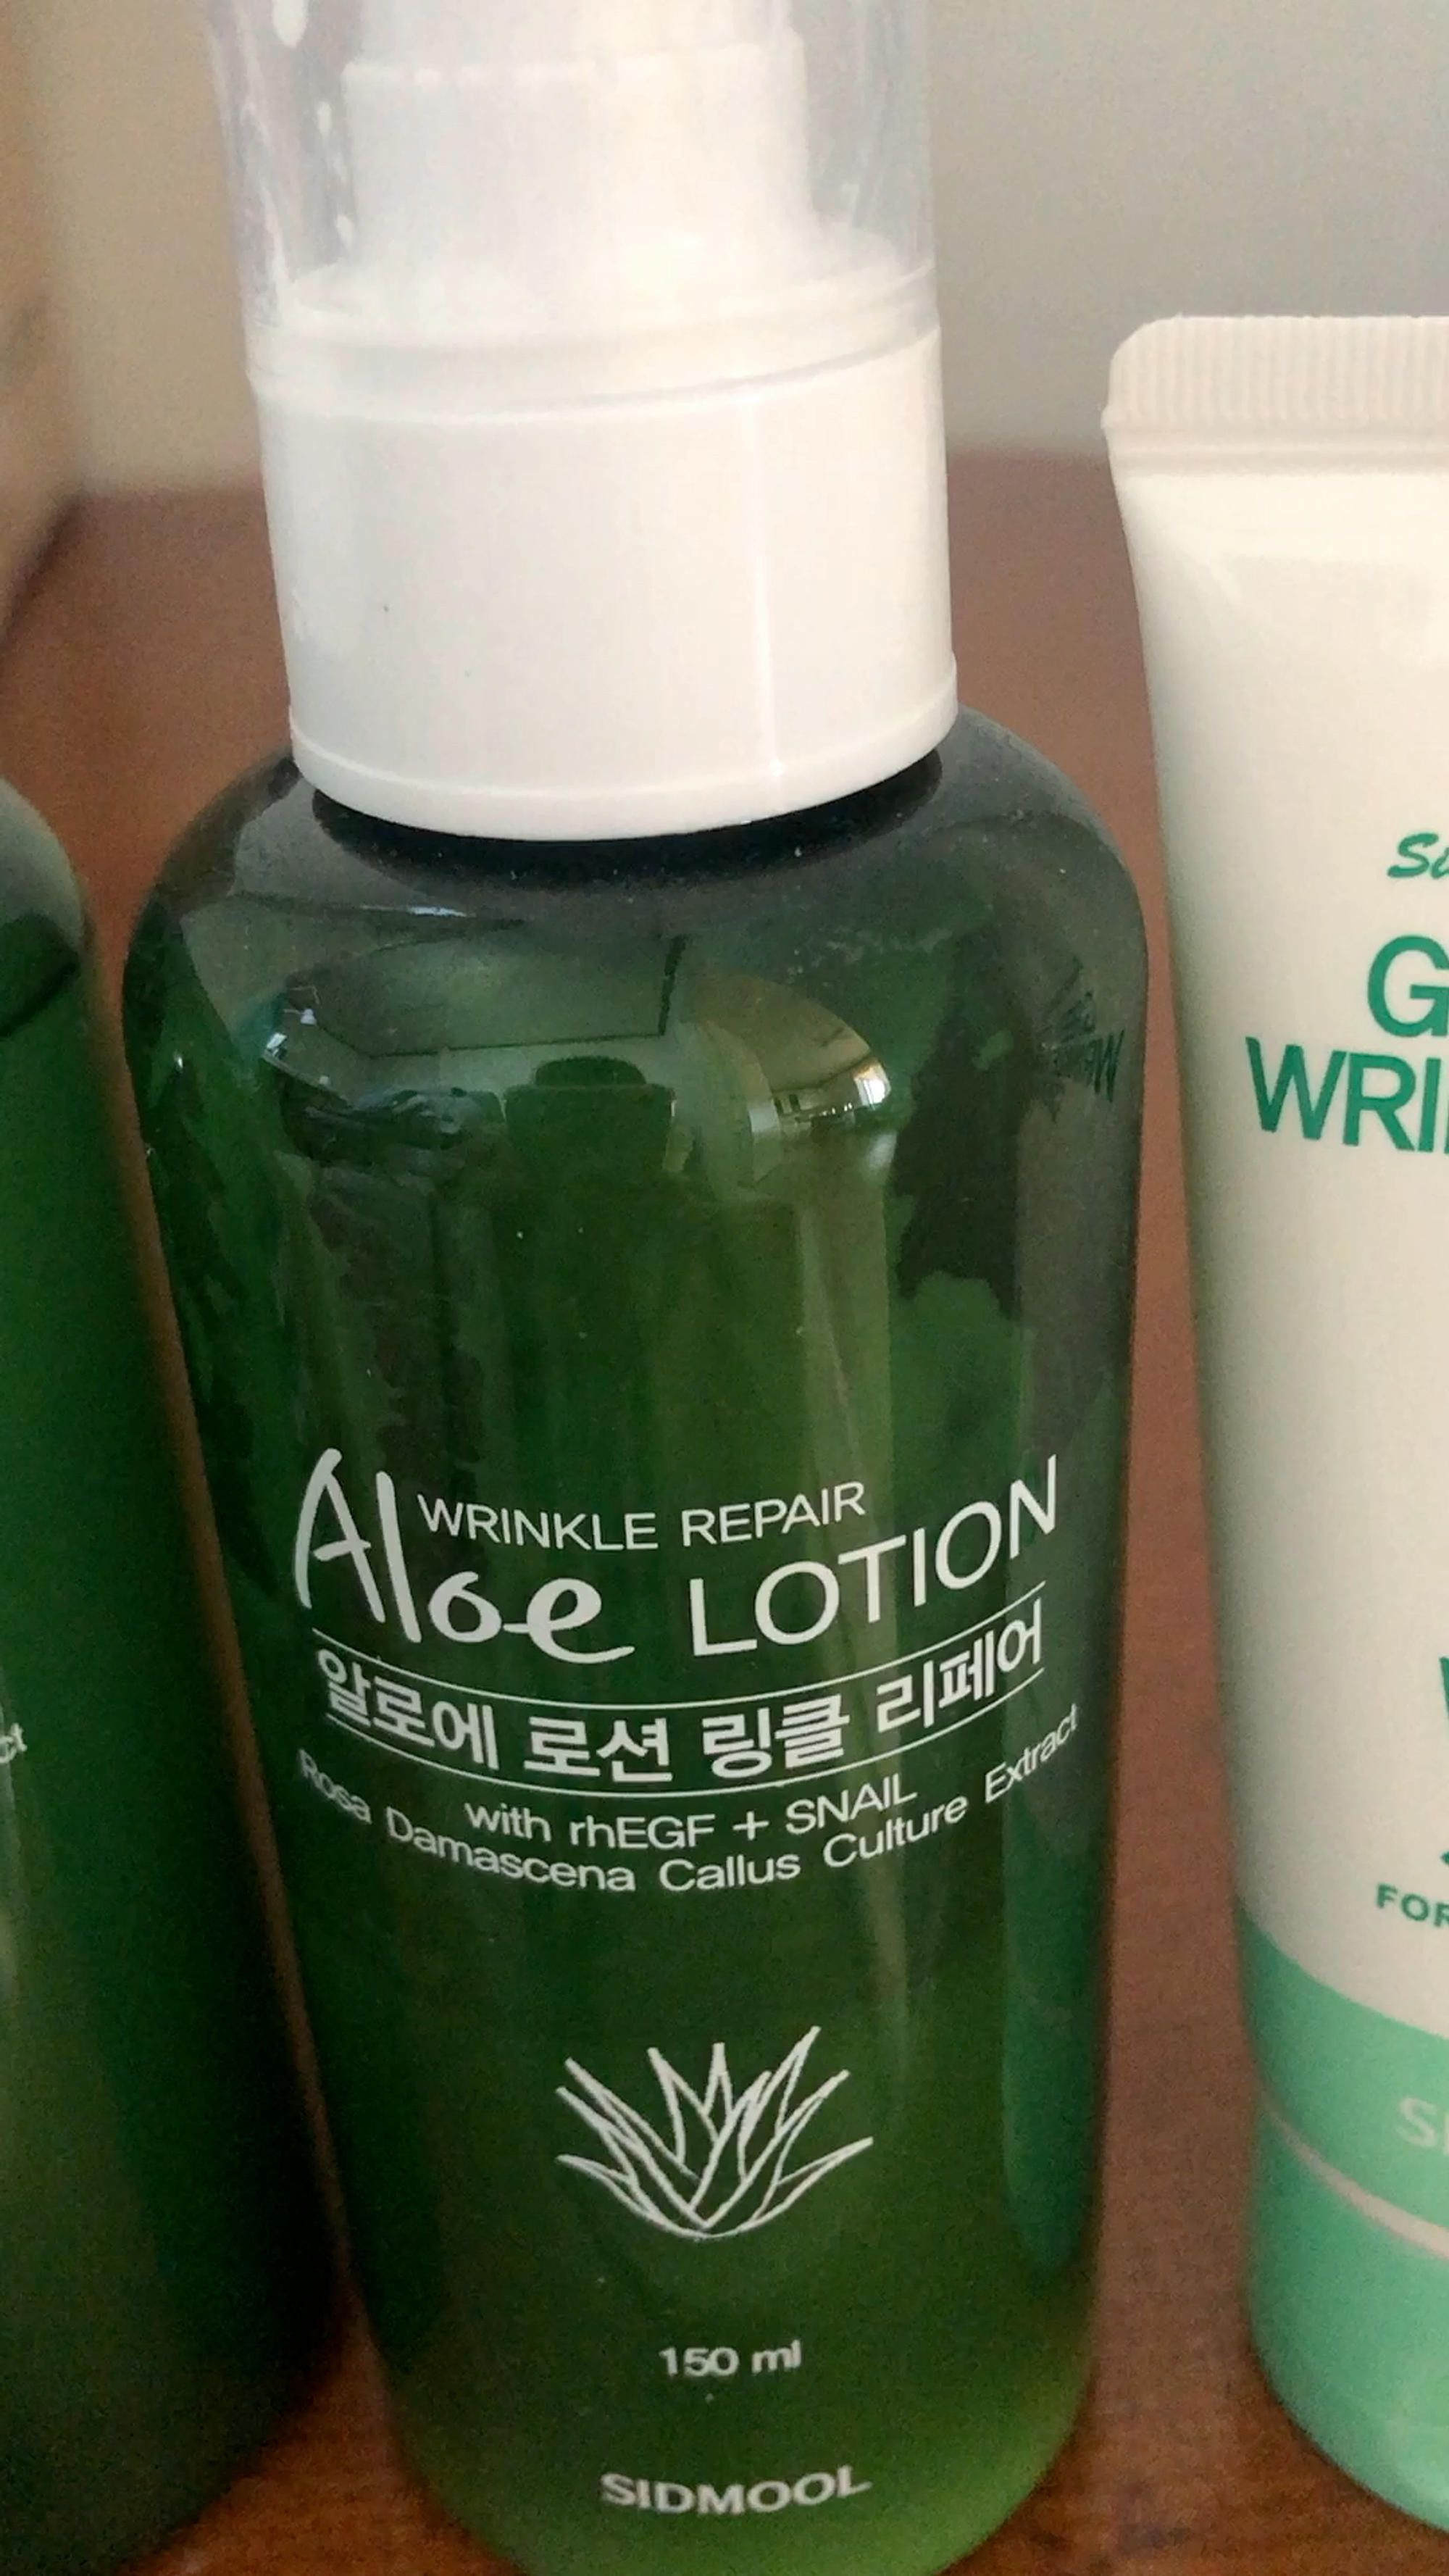 WRINKLE REPAIR
Aloe LOTION
알로에 로션 링클 리페어
with rhEGF + SNAIL
Rosa Damascena Callus Culture Extract
150 ml
SIDMOOL